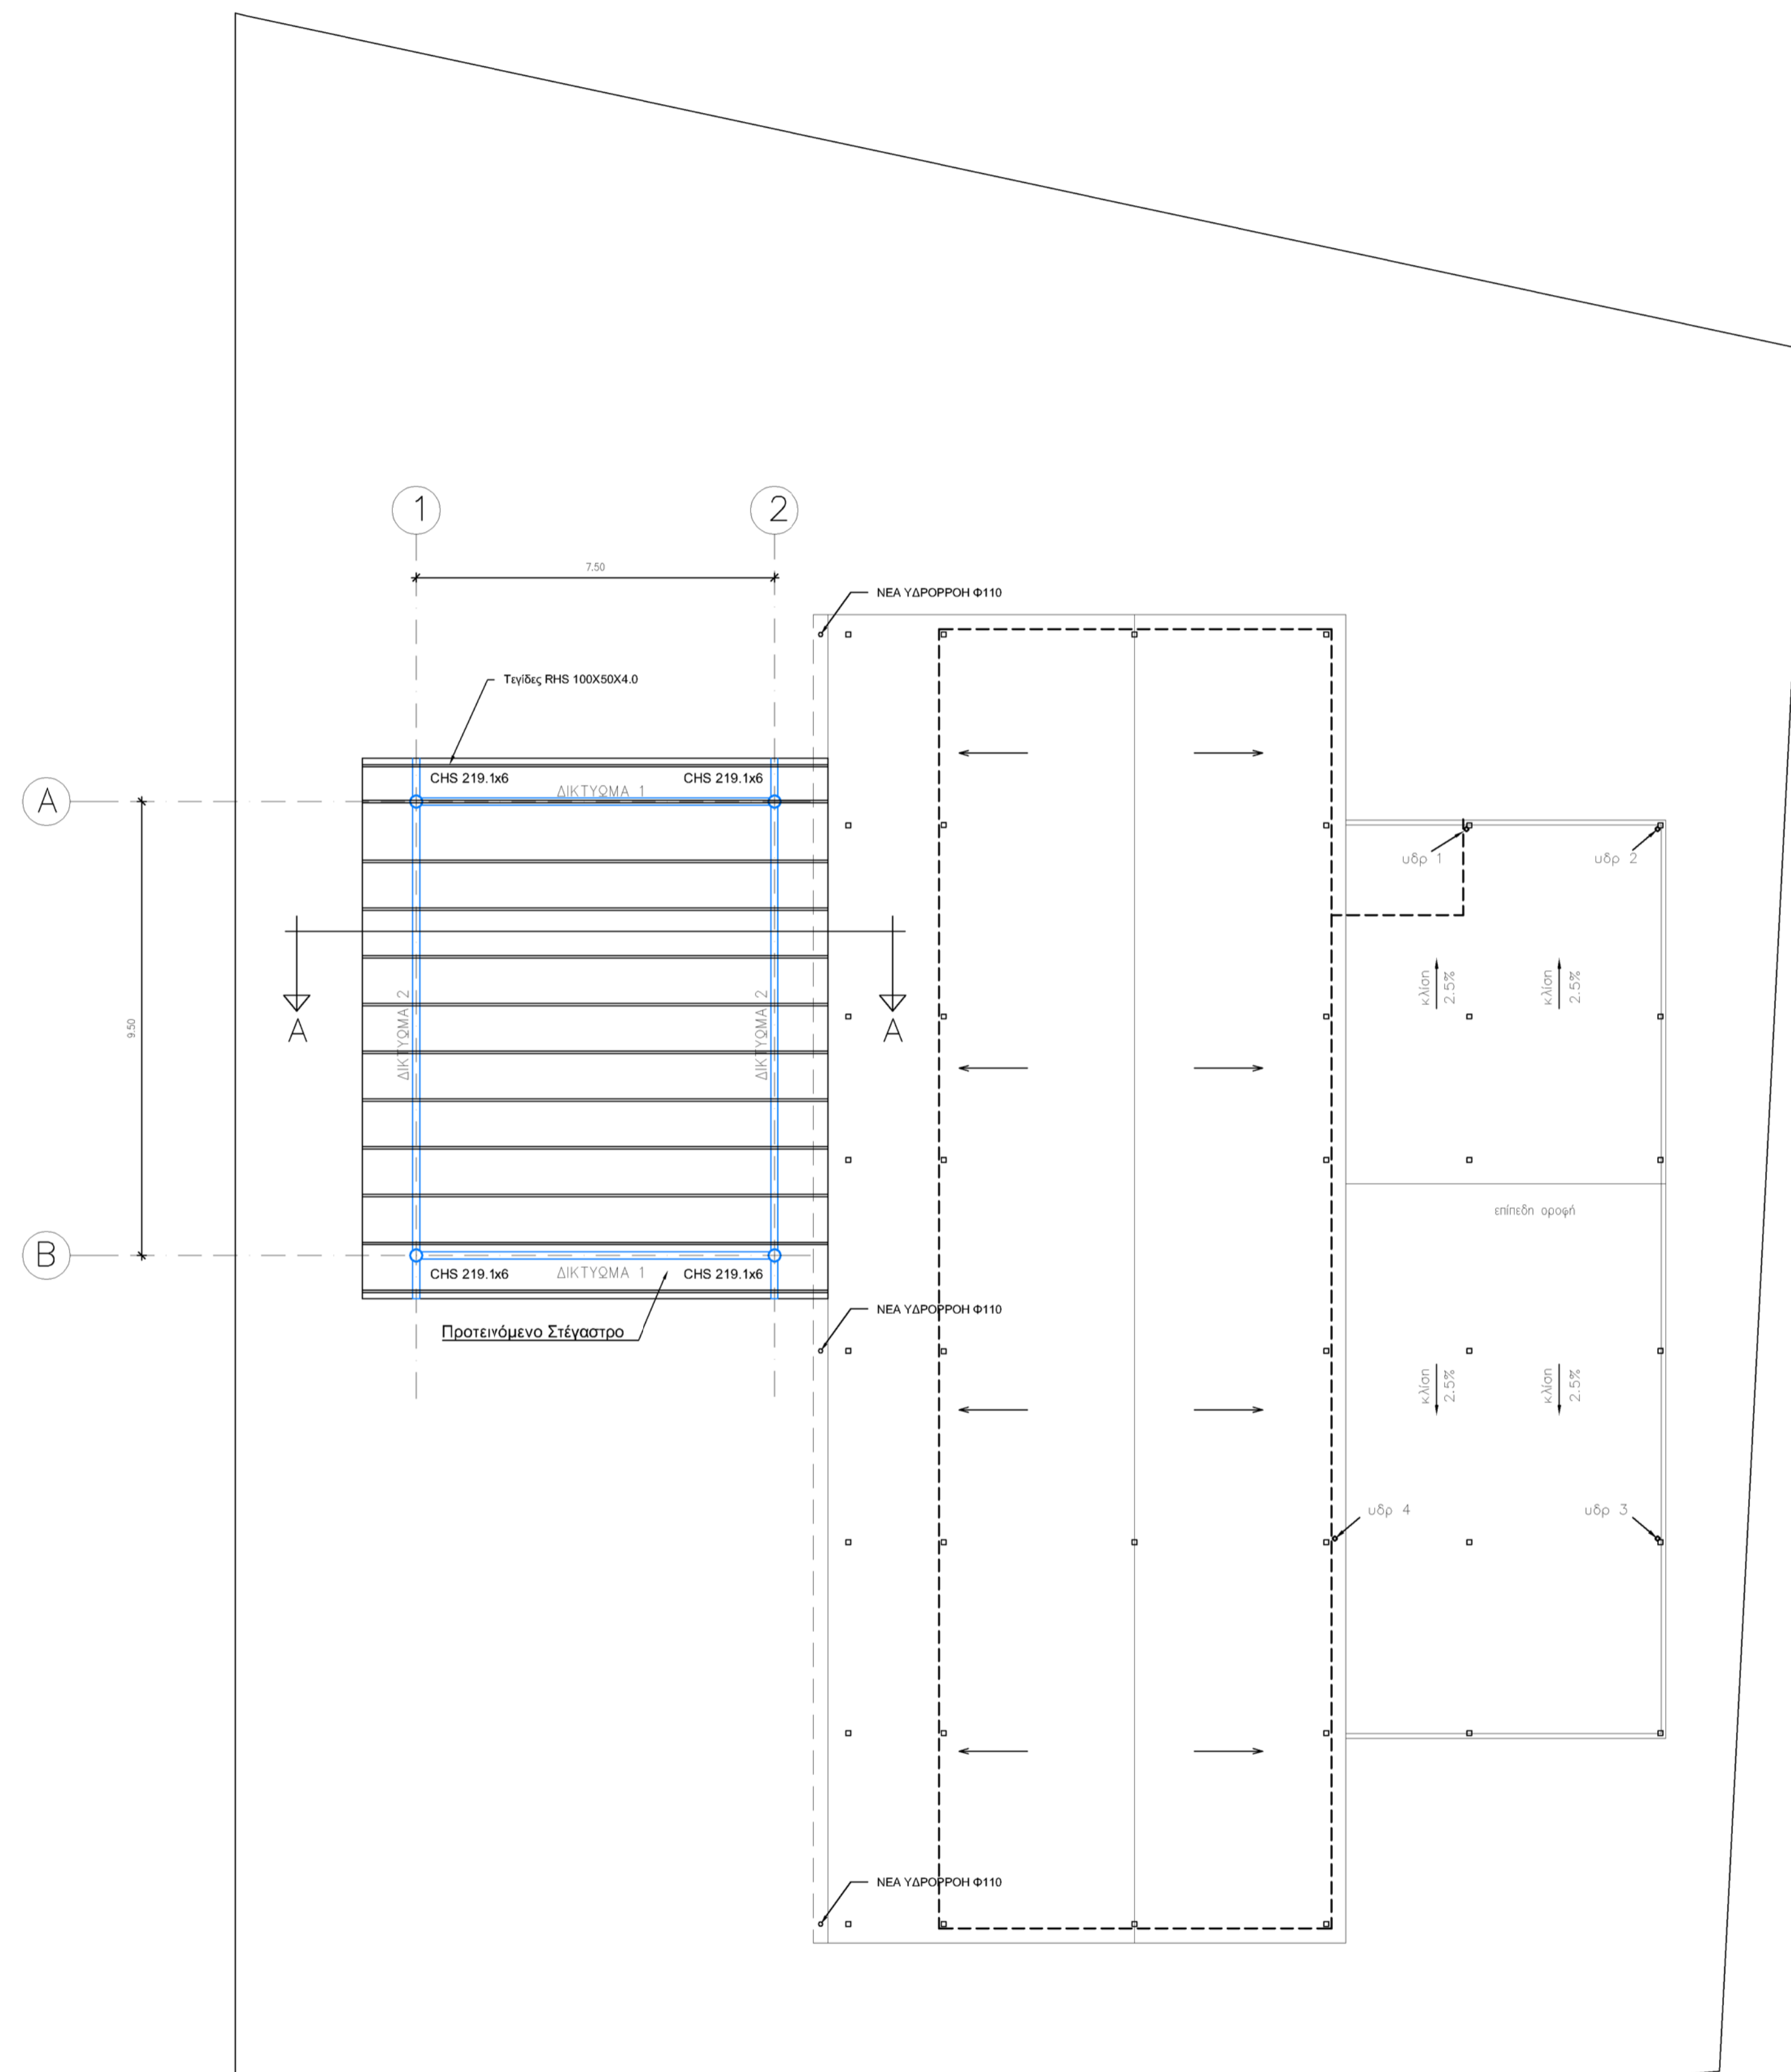 1
2
7.50
ΝΕΑ ΥΔΡΟΡΡΟΗ Φ110
Τεγίδες RHS 100X50X4.0
CHS 219.1x6
CHS 219.1x6
ΔΙΚΤΥΩΜΑ 1
A
υδρ 1
υδρ 2
κλίση
2.5%
κλίση
2.5%
9.50
ΔΙΚΤΥΩΜΑ 2
ΔΙΚΤΥΩΜΑ 2
A
A
επίπεδη οροφή
B
CHS 219.1x6
ΔΙΚΤΥΩΜΑ 1
CHS 219.1x6
ΝΕΑ ΥΔΡΟΡΡΟΗ Φ110
Προτεινόμενο Στέγαστρο
κλίση
2.5%
κλίση
2.5%
υδρ 4
υδρ 3
ΝΕΑ ΥΔΡΟΡΡΟΗ Φ110